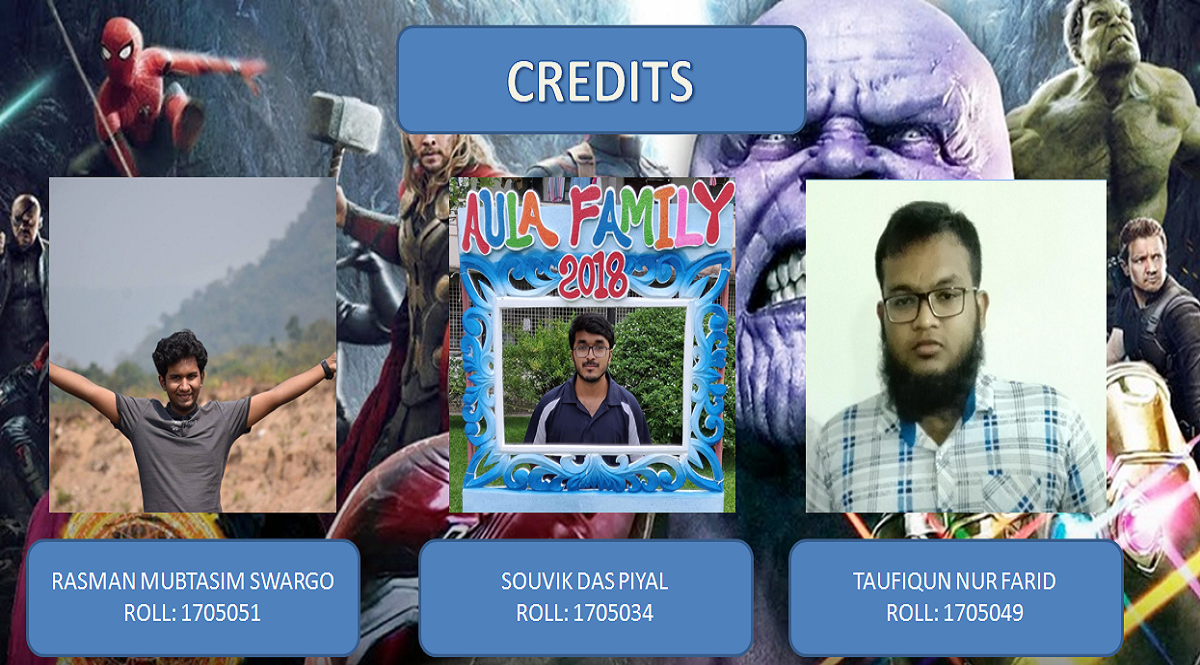 CREDITS
AULA FAMILY
2018
RASMAN MUBTASIM SWARGO
ROLL: 1705051
SOUVIK DAS PIYAL
ROLL: 1705034
TAUFIQUN NUR FARID
ROLL: 1705049